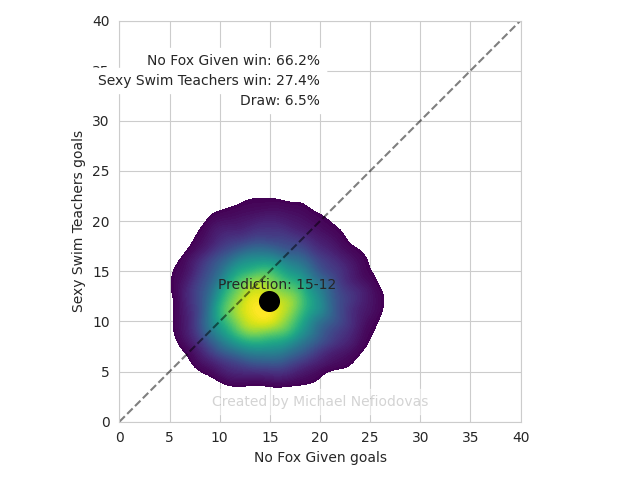 40
35
30
25
20
15
10
5
0
Sexy Swim Teachers goals
No Fox Given win: 66.2%
Sexy Swim Teachers win: 27.4%
Draw: 6.5%
Prediction: 15-12
Created by Michael Nefiodovas
0 5 10 15 20 25 30 35 40
No Fox Given goals